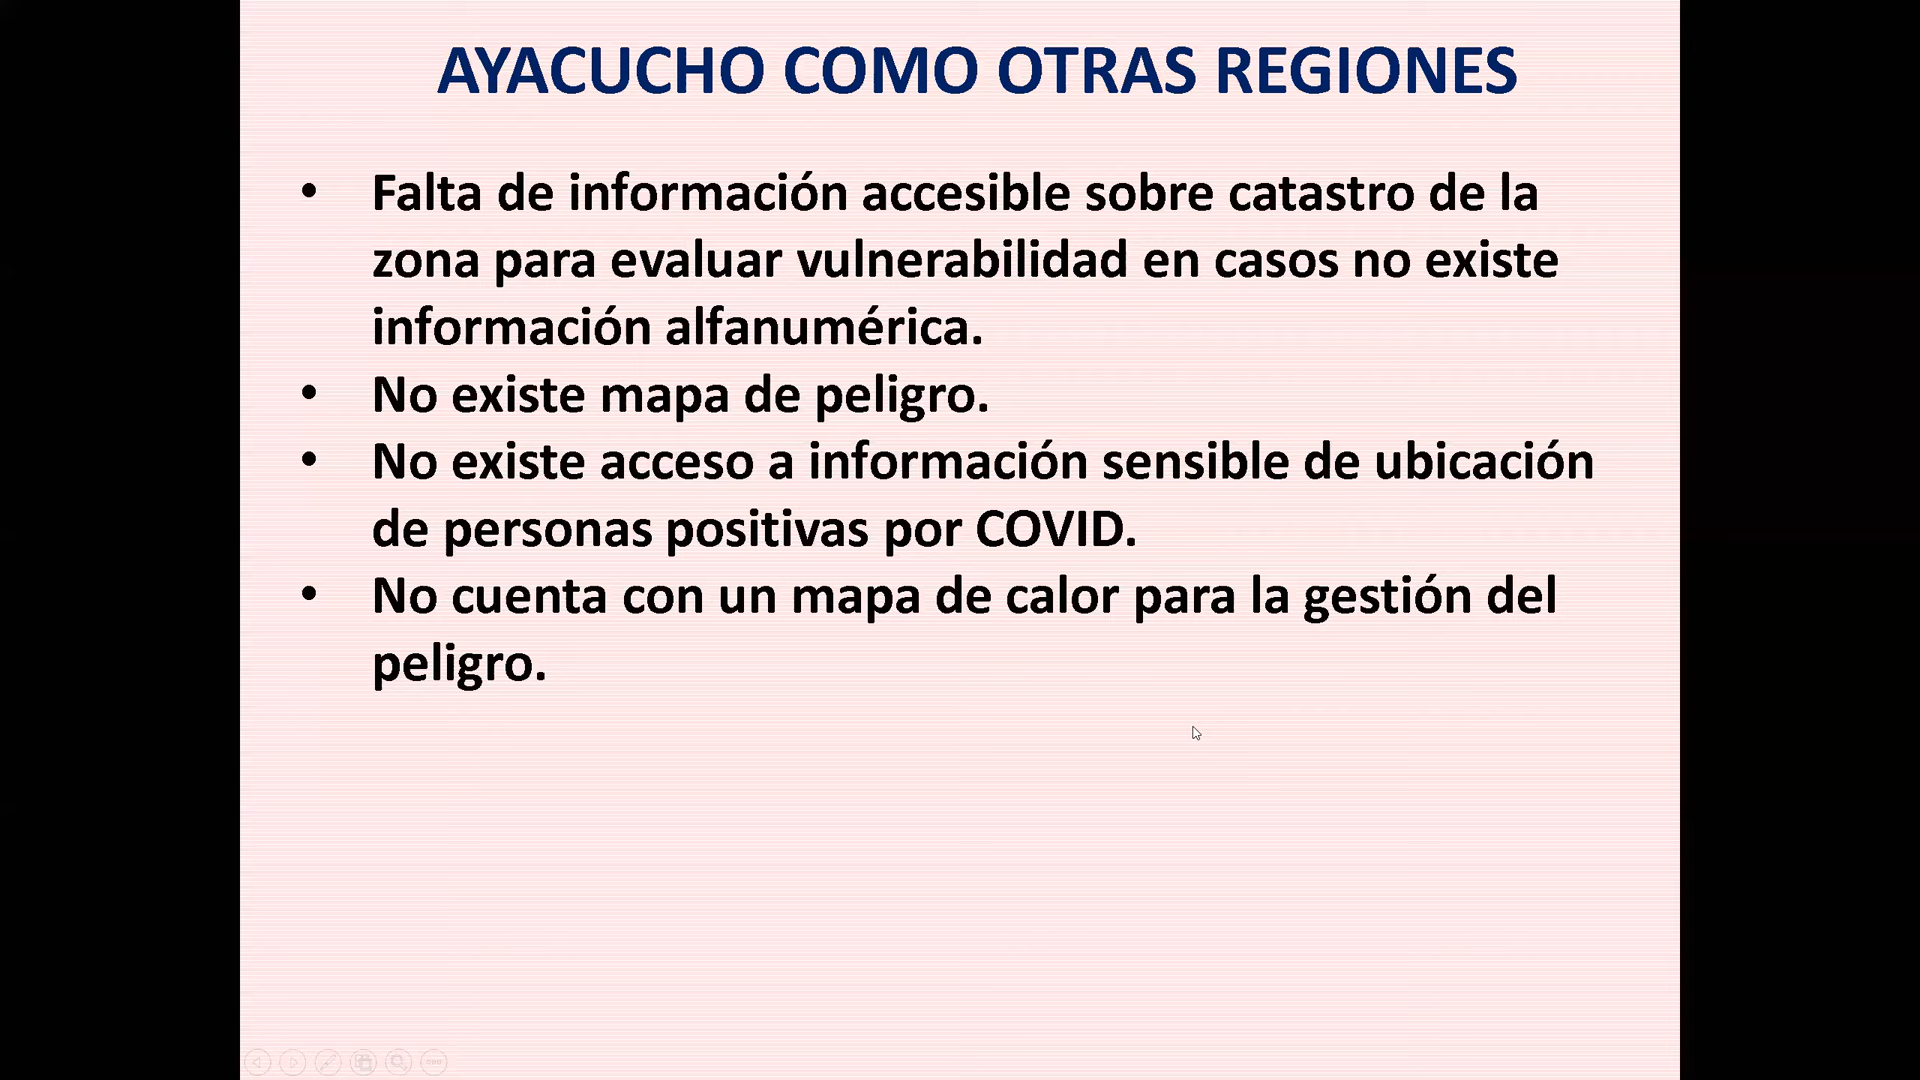 AYACUCHO COMO OTRAS REGIONES
• Falta de información accesible sobre catastro de la
zona para evaluar vulnerabilidad en casos no existe
información alfanumérica.
• No existe mapa de peligro.
• No existe acceso a información sensible de ubicación
de personas positivas por COVID.
• No cuenta con un mapa de calor para la gestión del
peligro.